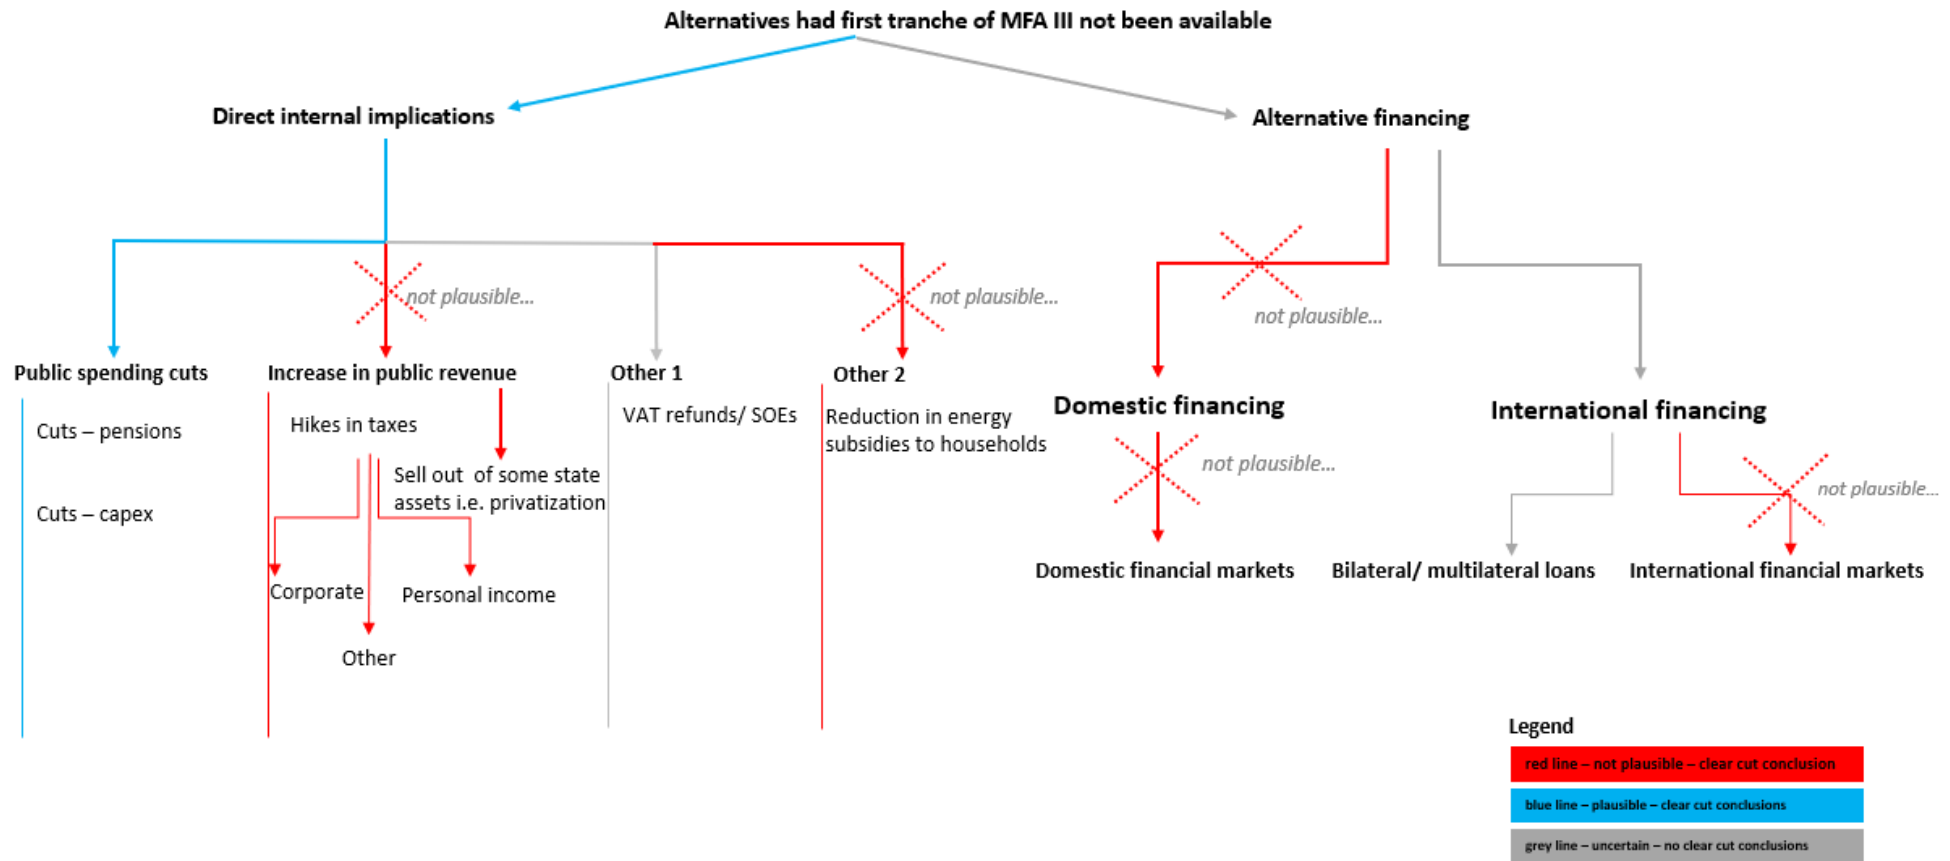 Alternatives had first tranche of MFA III not been available
Direct internal implications
Alternative financing
not plausible...
not plausible...
not plausible...
Public spending cuts
Cuts – pensions
Cuts – capex
Increase in public revenue
Hikes in taxes
Sell out of some state
assets i.e. privatization
Corporate
Personal income
Other
Other 1
VAT refunds/ SOEs
Other 2
Reduction in energy
subsidies to households
Domestic financing
not plausible...
Domestic financial markets
International financing
not plausible...
Bilateral/ multilateral loans
International financial markets
Legend
red line – not plausible – clear cut conclusion
blue line – plausible – clear cut conclusions
grey line – uncertain – no clear cut conclusions